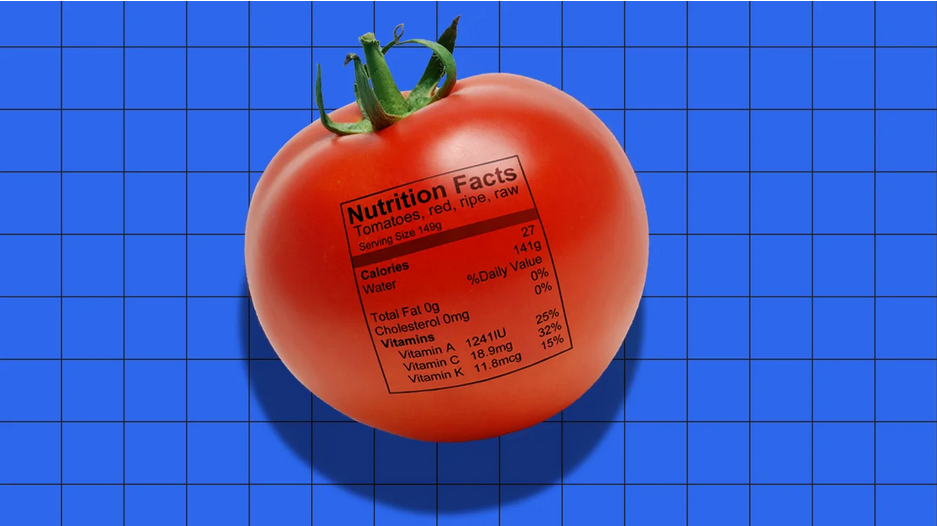 Nutrition Facts
Tomatoes, red, ripe, raw
Serving Size 149g
Calories 27
Water 141g
%Daily Value
Total Fat 0g 0%
Cholesterol 0mg 0%
Vitamins
Vitamin A 1241IU 25%
Vitamin C 18.9mg 32%
Vitamin K 11.8mcg 15%